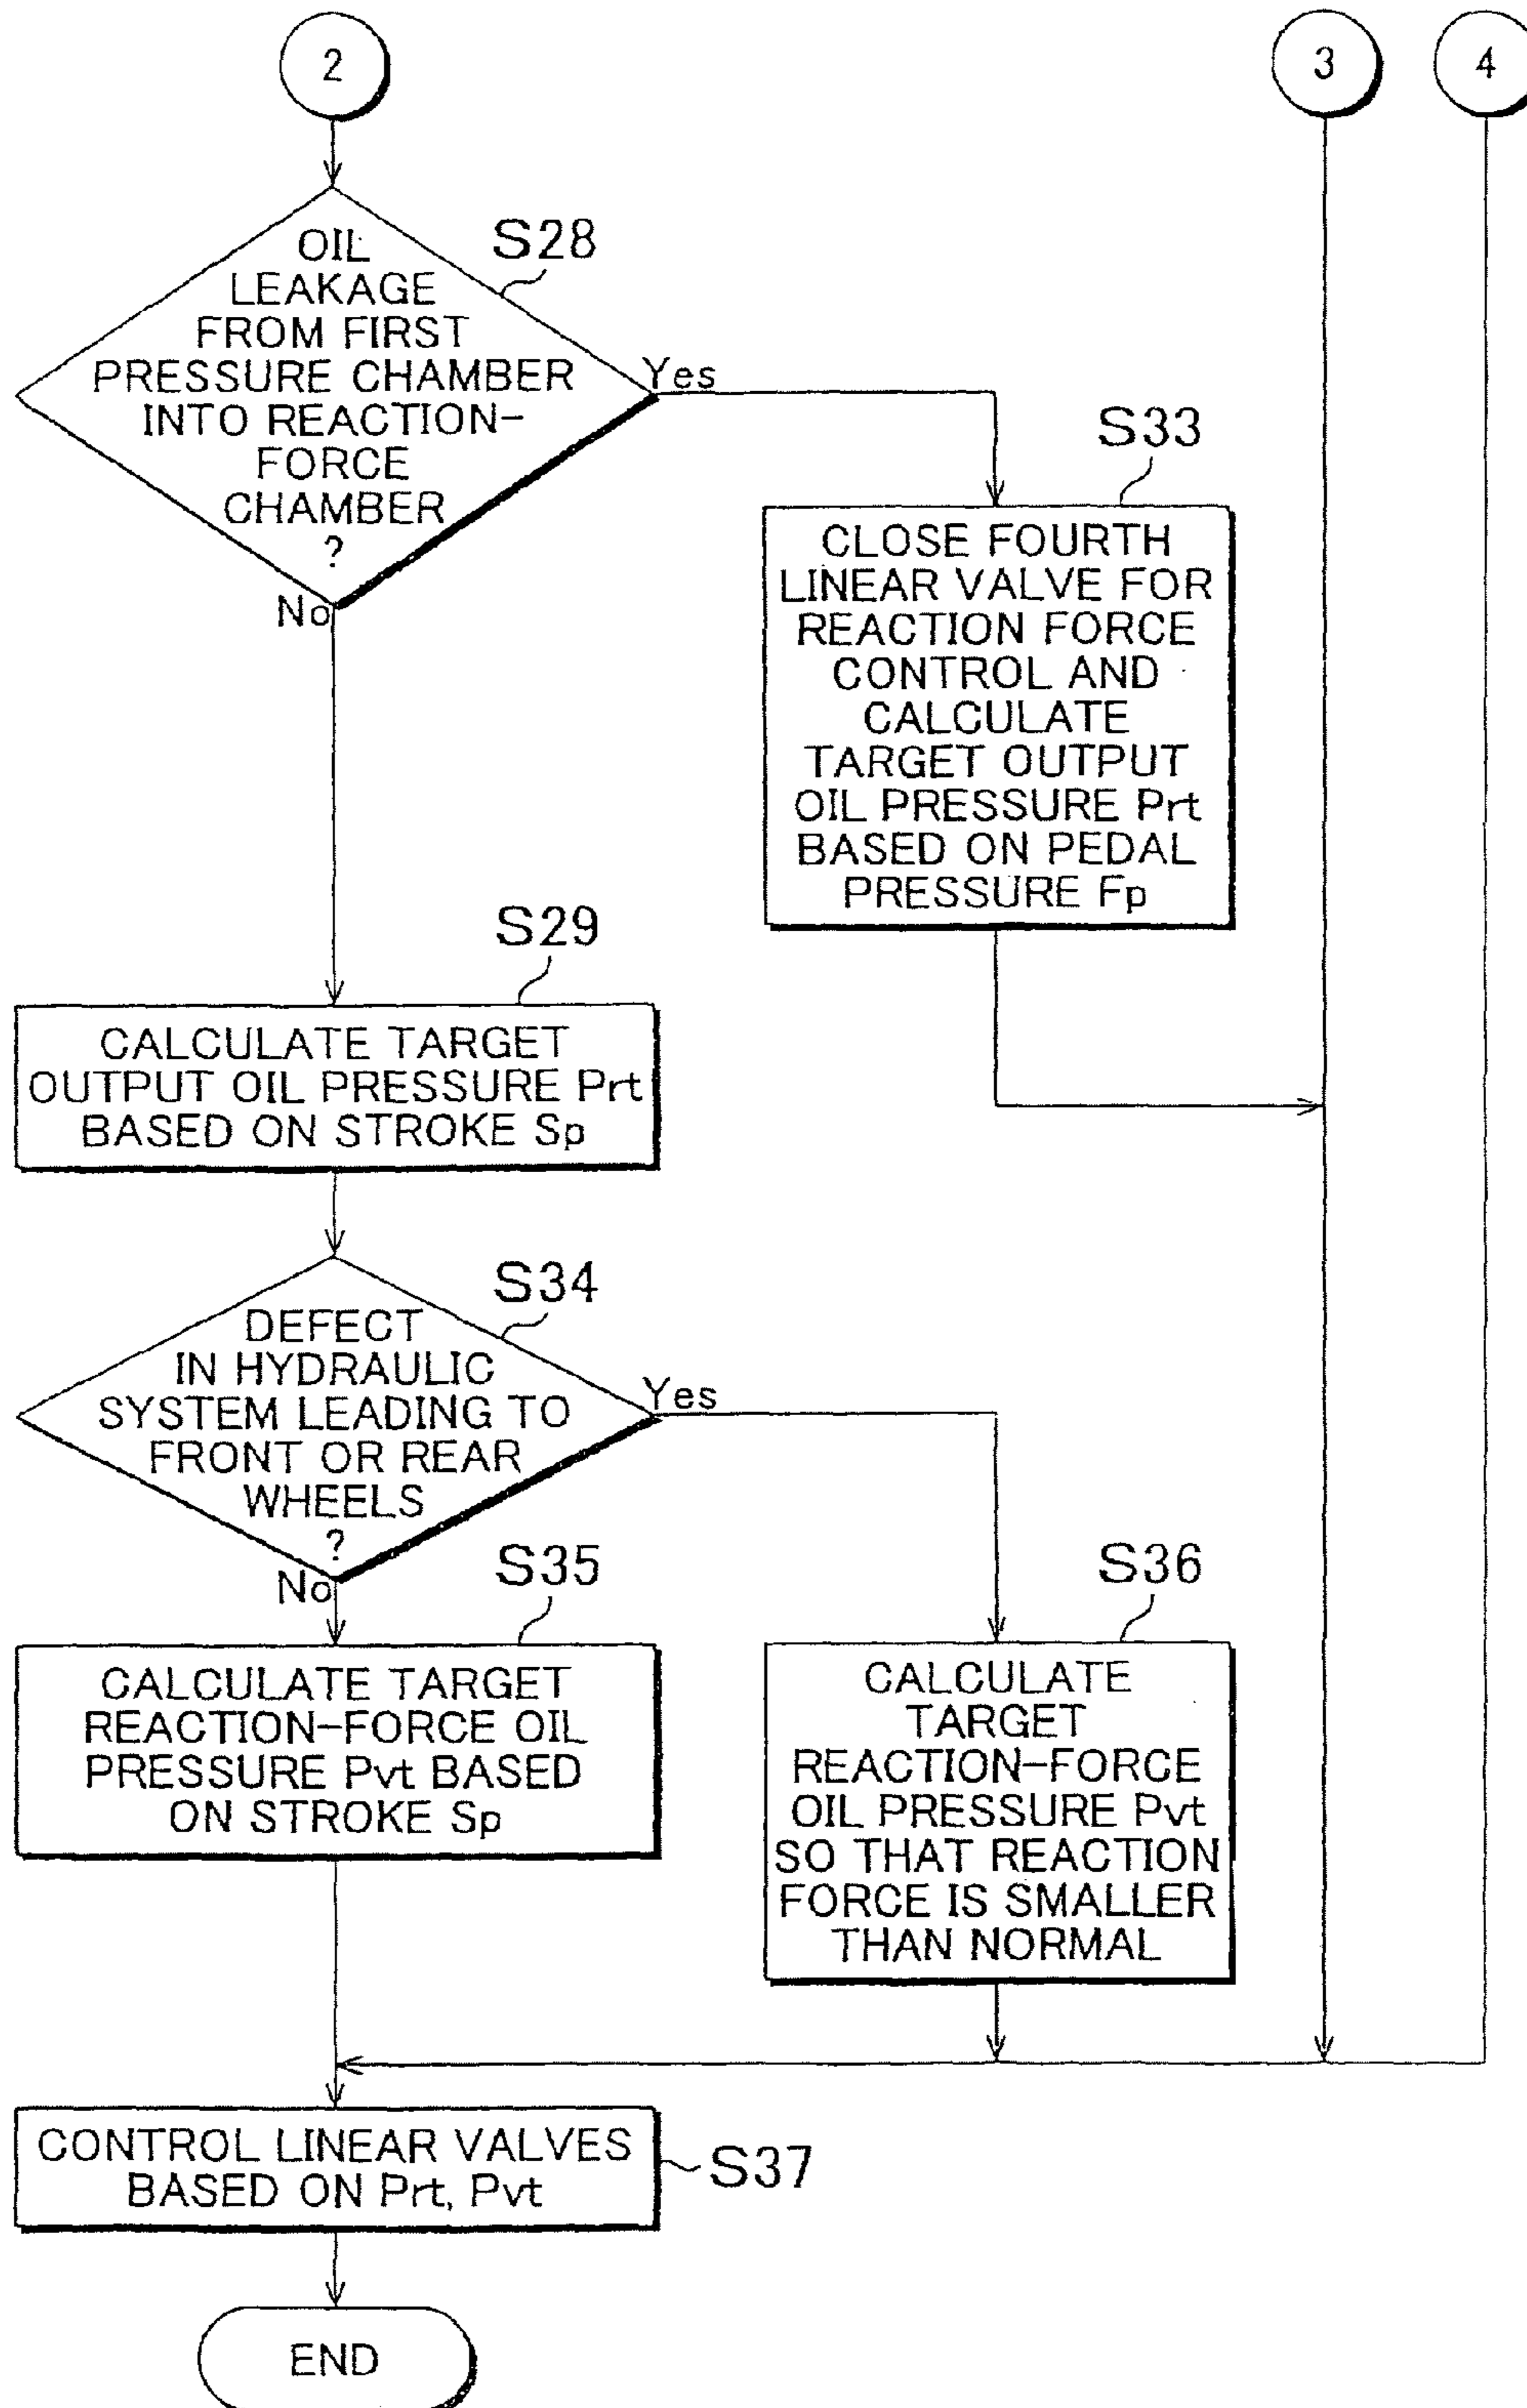 2
3
4
S28
OIL
LEAKAGE
FROM FIRST
PRESSURE CHAMBER
INTO REACTION-
FORCE
CHAMBER
?
Yes
No
S33
CLOSE FOURTH
LINEAR VALVE FOR
REACTION FORCE
CONTROL AND
CALCULATE
TARGET OUTPUT
OIL PRESSURE Prt
BASED ON PEDAL
PRESSURE Fp
S29
CALCULATE TARGET
OUTPUT OIL PRESSURE Prt
BASED ON STROKE Sp
S34
DEFECT
IN HYDRAULIC
SYSTEM LEADING TO
FRONT OR REAR
WHEELS
?
Yes
No
S35
CALCULATE TARGET
REACTION-FORCE OIL
PRESSURE Pvt BASED
ON STROKE Sp
S36
CALCULATE
TARGET
REACTION-FORCE
OIL PRESSURE Pvt
SO THAT REACTION
FORCE IS SMALLER
THAN NORMAL
CONTROL LINEAR VALVES
BASED ON Prt, Pvt
S37
END